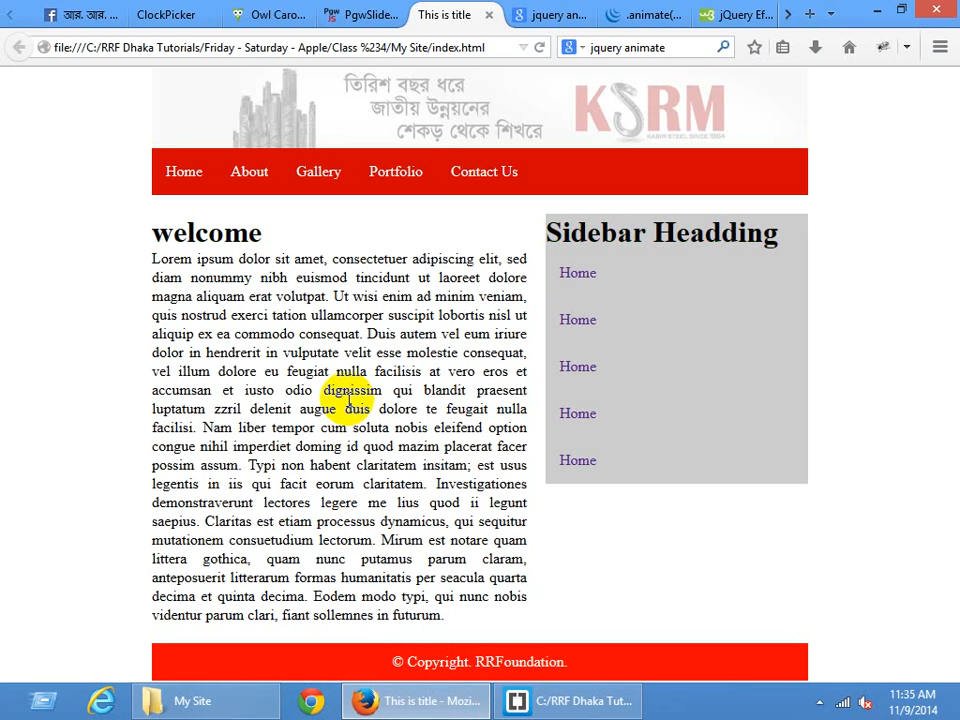 আর. আর. ...
ClockPicker
Owl Caro...
PgwSlide...
This is title
jquery an...
.animate(...
jQuery Ef...
file:///C:/RRF Dhaka Tutorials/Friday - Saturday - Apple/Class %234/My Site/index.html
jquery animate
তিরিশ বছর ধরে
জাতীয় উন্নয়নের
শেকড় থেকে শিখরে
KSRM
KABIR STEEL SINCE 1984
Home About Gallery Portfolio Contact Us
welcome
Lorem ipsum dolor sit amet, consectetuer adipiscing elit, sed
diam nonummy nibh euismod tincidunt ut laoreet dolore
magna aliquam erat volutpat. Ut wisi enim ad minim veniam,
quis nostrud exerci tation ullamcorper suscipit lobortis nisl ut
aliquip ex ea commodo consequat. Duis autem vel eum iriure
dolor in hendrerit in vulputate velit esse molestie consequat,
vel illum dolore eu feugiat nulla facilisis at vero eros et
accumsan et iusto odio dignissim qui blandit praesent
luptatum zzril delenit augue duis dolore te feugait nulla
facilisi. Nam liber tempor cum soluta nobis eleifend option
congue nihil imperdiet doming id quod mazim placerat facer
possim assum. Typi non habent claritatem insitam; est usus
legentis in iis qui facit eorum claritatem. Investigationes
demonstraverunt lectores legere me lius quod ii legunt
saepius. Claritas est etiam processus dynamicus, qui sequitur
mutationem consuetudium lectorum. Mirum est notare quam
littera gothica, quam nunc putamus parum claram,
anteposuerit litterarum formas humanitatis per seacula quarta
decima et quinta decima. Eodem modo typi, qui nunc nobis
videntur parum clari, fiant sollemnes in futurum.
Sidebar Headding
Home
Home
Home
Home
Home
© Copyright. RRFoundation.
My Site
This is title - Mozi...
C:/RRF Dhaka Tut...
11:35 AM
11/9/2014